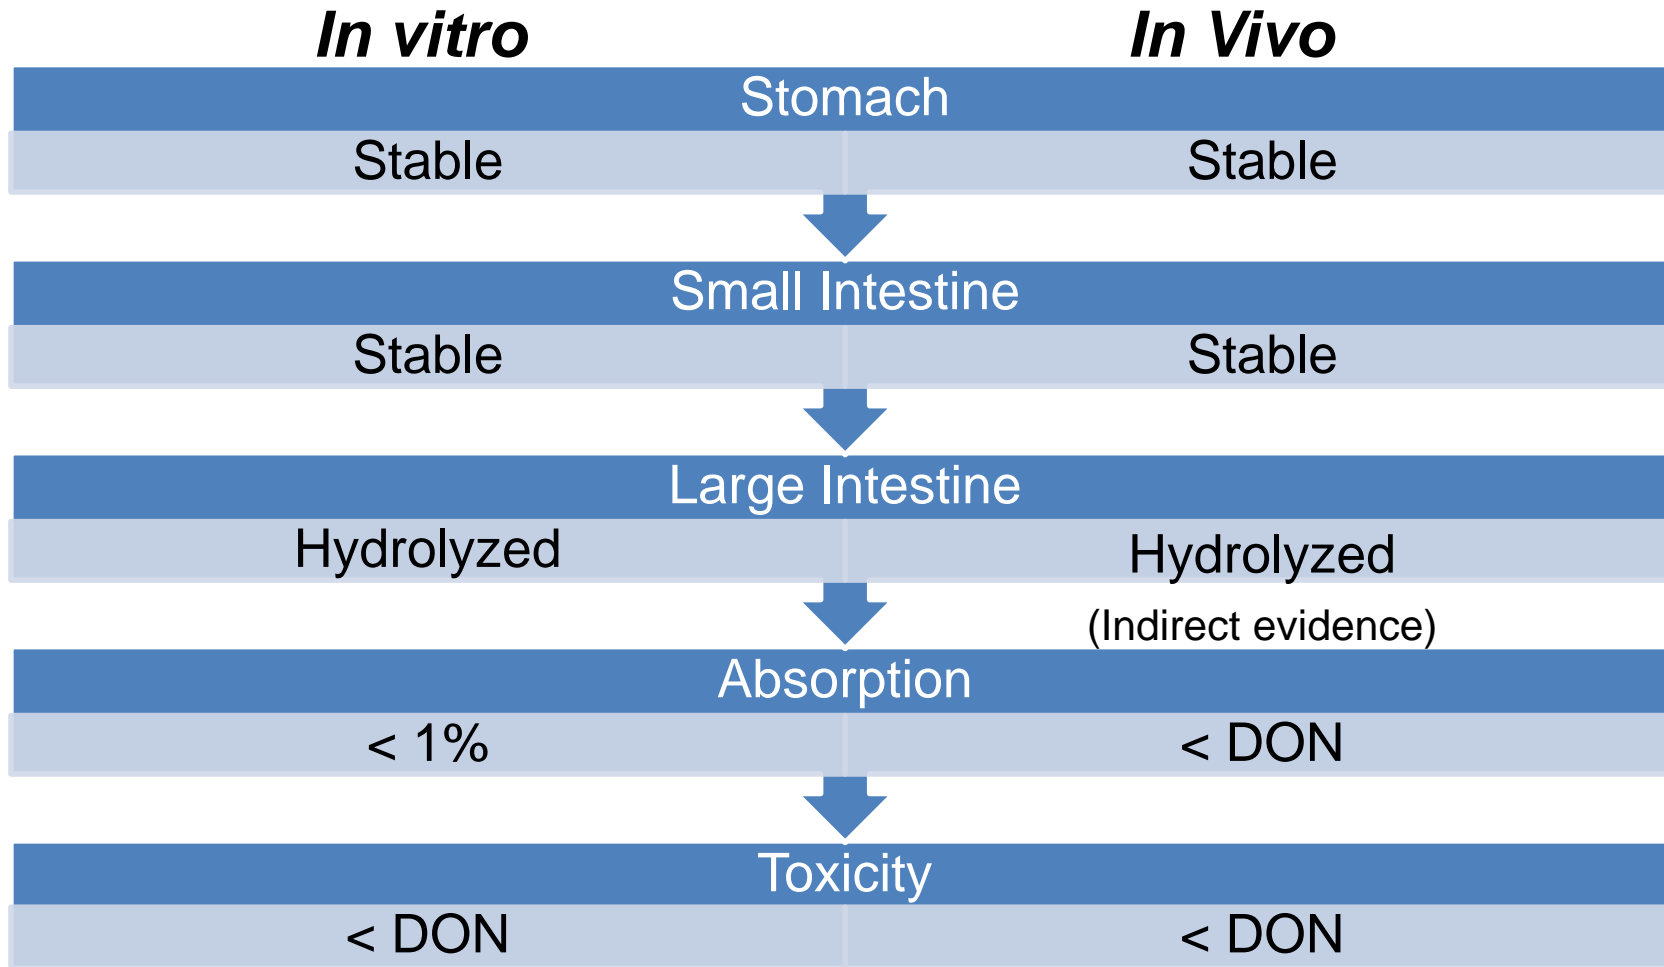 In vitro
In Vivo
Stomach
Stable
Stable
Small Intestine
Stable
Stable
Large Intestine
Hydrolyzed
Hydrolyzed
(Indirect evidence)
Absorption
< 1%
< DON
Toxicity
< DON
< DON